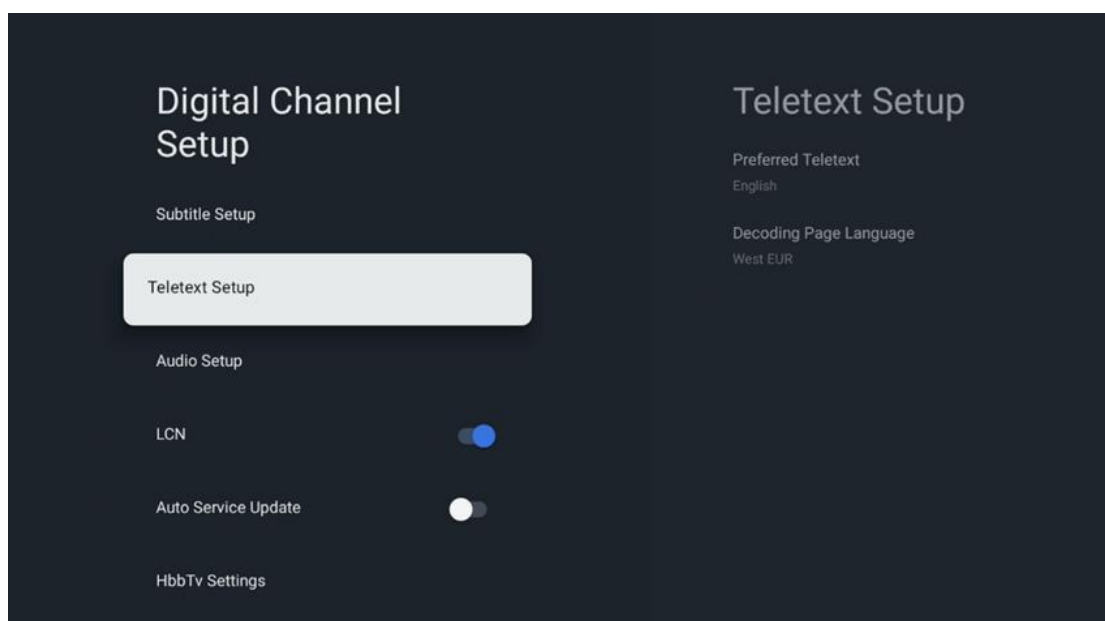 Digital Channel
Setup
Subtitle Setup
Teletext Setup
Audio Setup
LCN
Auto Service Update
HbbTv Settings
Teletext Setup
Preferred Teletext
English
Decoding Page Language
West EUR